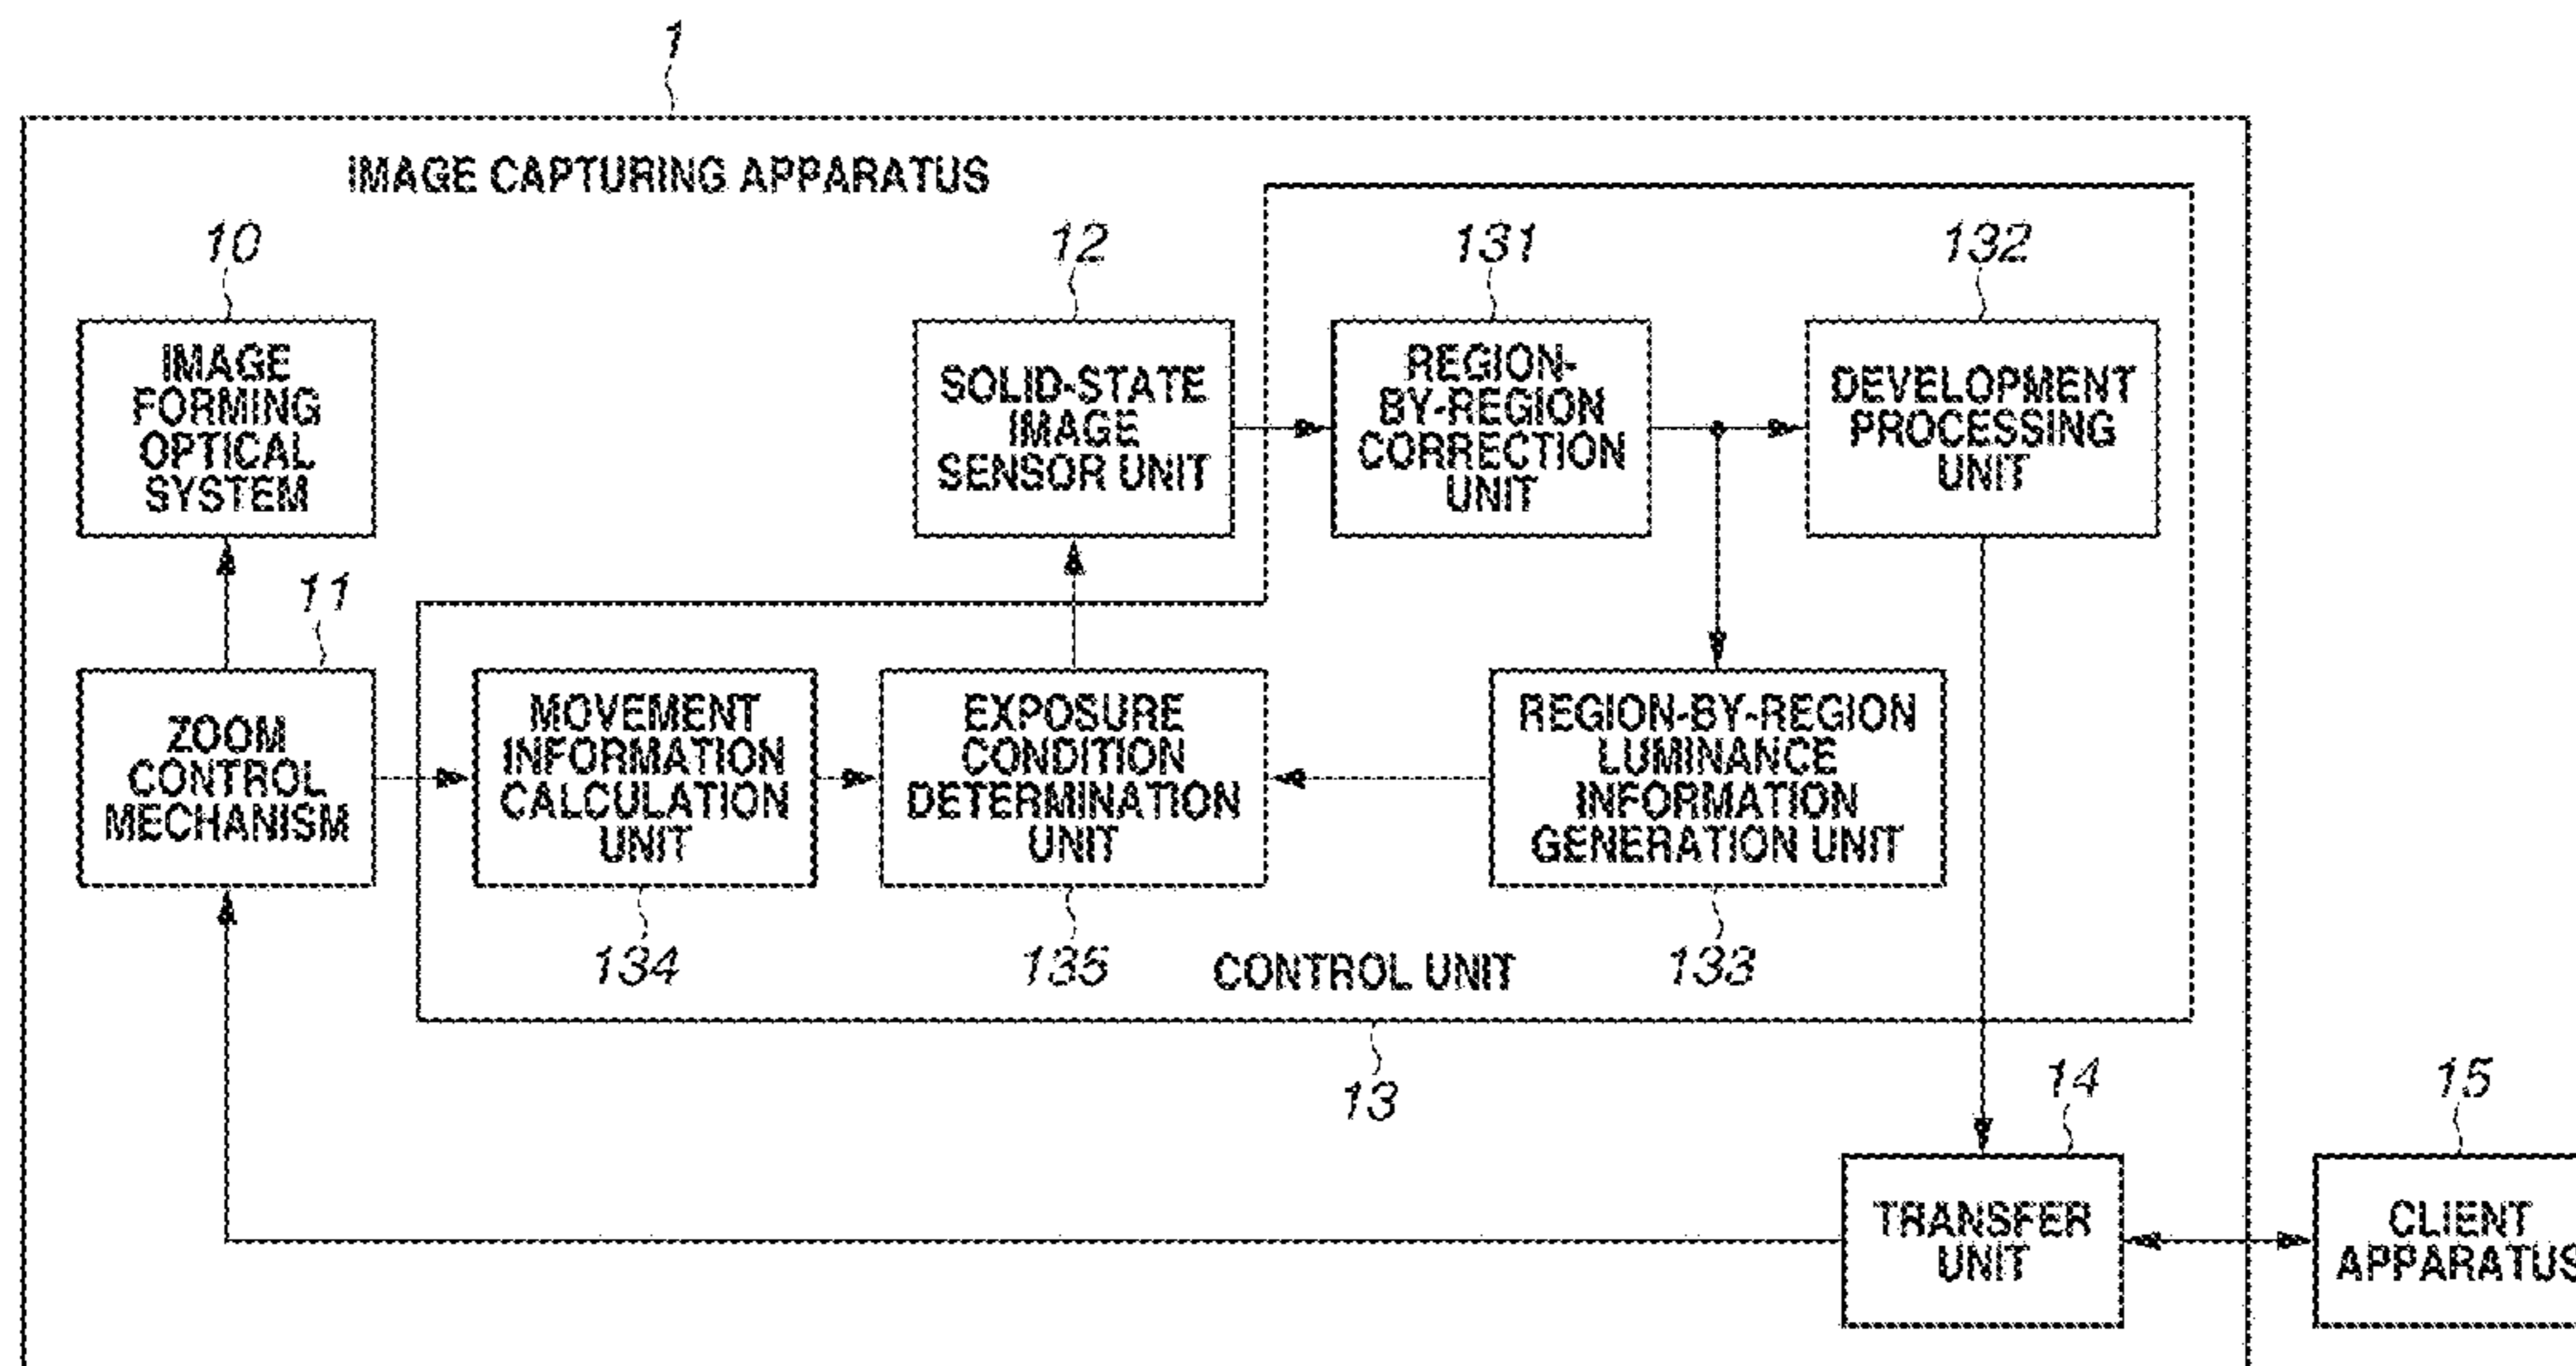 1
IMAGE CAPTURING APPARATUS
10
12
131
132
IMAGE
FORMING
OPTICAL
SYSTEM
SOLID-STATE
IMAGE
SENSOR UNIT
REGION-
BY-REGION
CORRECTION
UNIT
DEVELOPMENT
PROCESSING
UNIT
11
ZOOM
CONTROL
MECHANISM
MOVEMENT
INFORMATION
CALCULATION
UNIT
EXPOSURE
CONDITION
DETERMINATION
UNIT
REGION-BY-REGION
LUMINANCE
INFORMATION
GENERATION UNIT
134
135
CONTROL UNIT
133
13
14
15
TRANSFER
UNIT
CLIENT
APPARATUS